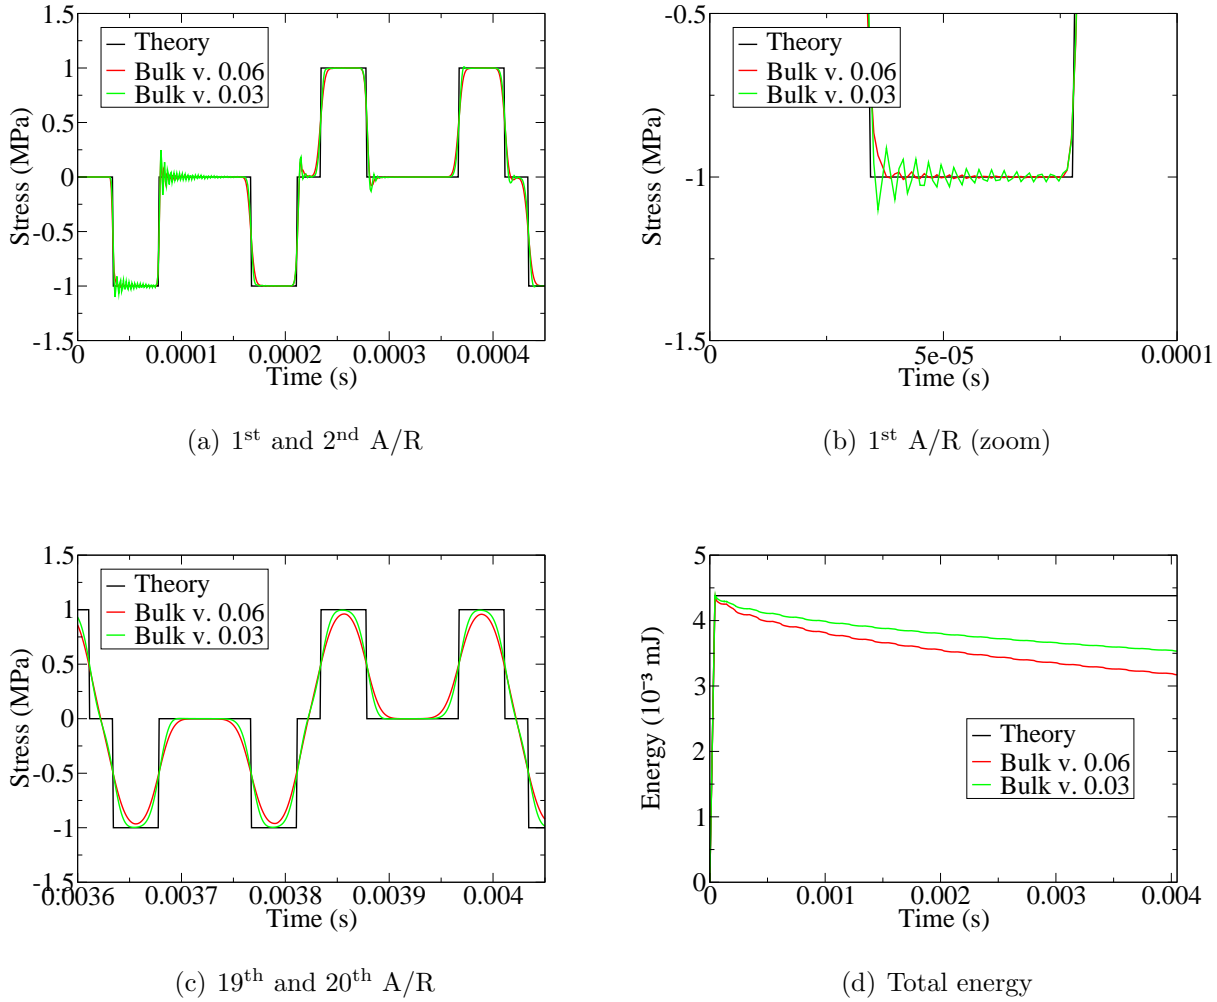 1.5
1
0.5
0
-0.5
-1
-1.5
Stress (MPa)
Theory
Bulk v. 0.06
Bulk v. 0.03
0 0.0001 0.0002 0.0003 0.0004
Time (s)
(a) 1st and 2nd A/R
-0.5
-1
-1.5
Stress (MPa)
Theory
Bulk v. 0.06
Bulk v. 0.03
0 5e-05 0.0001
Time (s)
(b) 1st A/R (zoom)
1.5
1
0.5
0
-0.5
-1
-1.5
Stress (MPa)
Theory
Bulk v. 0.06
Bulk v. 0.03
0.0036 0.0037 0.0038 0.0039 0.004
Time (s)
(c) 19th and 20th A/R
5
4
3
2
1
0
Energy (10⁻³ mJ)
Theory
Bulk v. 0.06
Bulk v. 0.03
0 0.001 0.002 0.003 0.004
Time (s)
(d) Total energy